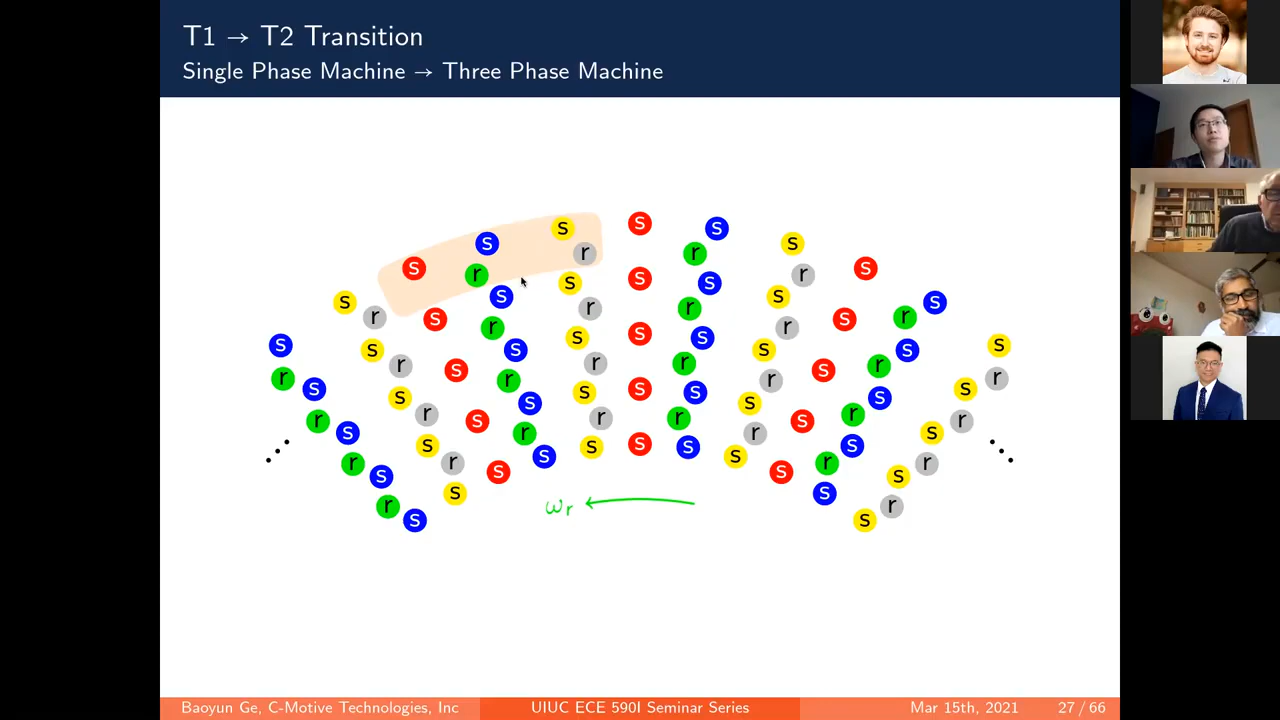 T1 → T2 Transition
Single Phase Machine → Three Phase Machine
s s s s s s s s s s s
r r r r r r r r
s s s s s s s s s s s
r r r r r r r r
s s s s s s s s s s s
r r r r r r r r
s s s s s s s s s s s
r r r r r r r r
s s s s s s s s s s s
ωr
Baoyun Ge, C-Motive Technologies, Inc
UIUC ECE 590I Seminar Series
Mar 15th, 2021
27 / 66